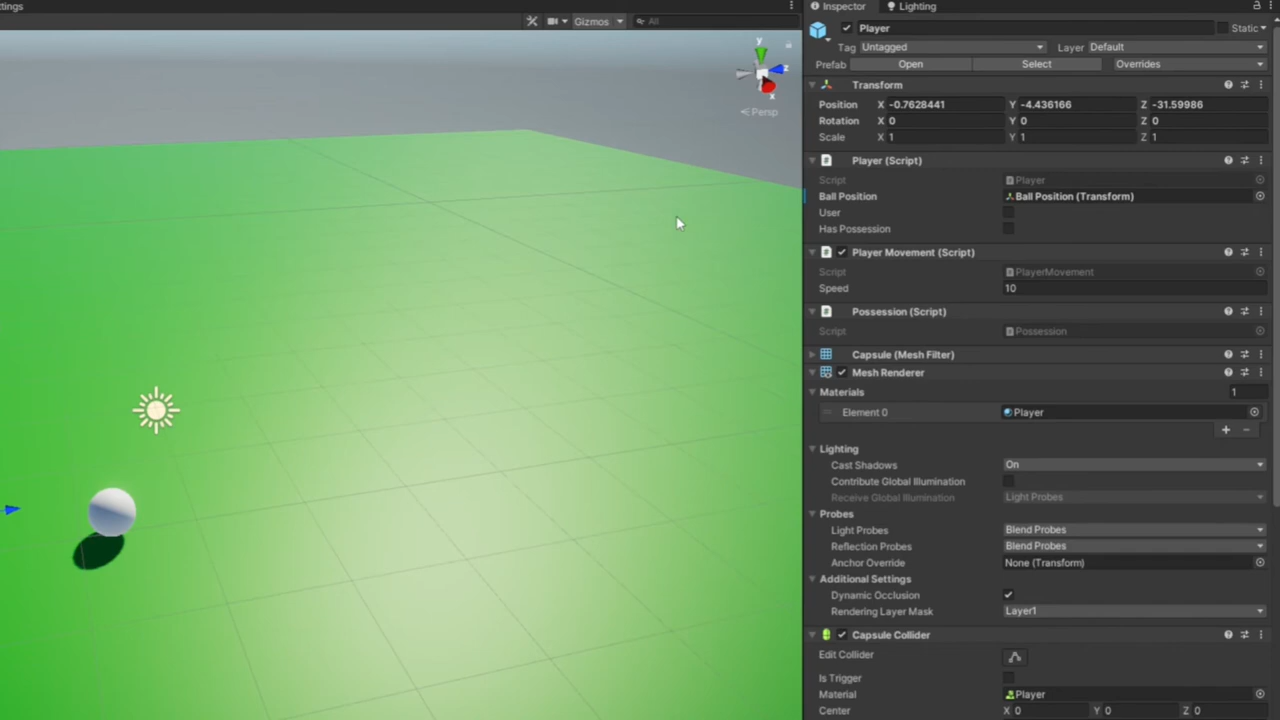 ttings
Gizmos
All
y
z
x
Persp
Inspector Lighting
Player Static
Tag Untagged Layer Default
Prefab Open Select Overrides
Transform
Position X -0.7628441 Y -4.436166 Z -31.59986
Rotation X 0 Y 0 Z 0
Scale X 1 Y 1 Z 1
Player (Script)
Script Player
Ball Position Ball Position (Transform)
User
Has Possession
Player Movement (Script)
Script PlayerMovement
Speed 10
Possession (Script)
Script Possession
Capsule (Mesh Filter)
Mesh Renderer
Materials 1
Element 0 Player
Lighting
Cast Shadows On
Contribute Global Illumination
Receive Global Illumination Light Probes
Probes
Light Probes Blend Probes
Reflection Probes Blend Probes
Anchor Override None (Transform)
Additional Settings
Dynamic Occlusion
Rendering Layer Mask Layer1
Capsule Collider
Edit Collider
Is Trigger
Material Player
Center X 0 Y 0 Z 0